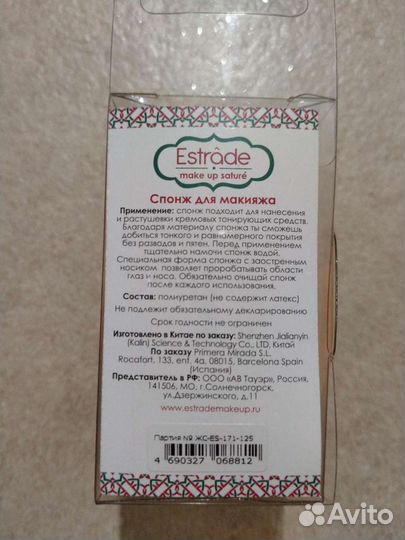 Estrâde
make up saturé
Спонж для макияжа
Применение: спонж подходит для нанесения
и растушевки кремовых тонирующих средств.
Благодаря материалу спонжа ты сможешь
добиться тонкого и равномерного покрытия
без разводов и пятен. Перед применением
тщательно намочи спонж водой.
Специальная форма спонжа с заостренным
носиком позволяет прорабатывать области
глаз и носа. Обязательно очищай спонж
после каждого использования.
Состав: полиуретан (не содержит латекс)
Не подлежит обязательному декларированию
Срок годности не ограничен
Изготовлено в Китае по заказу: Shenzhen Jialianyin
(Kalin) Science & Technology Co., LTD, Китай
По заказу Primera Mirada S.L.
Rocafort, 133, ent. 4a. 08015, Barcelona Spain
(Испания)
Представитель в РФ: ООО «АВ Тауэр», Россия,
141506, МО, г.Солнечногорск,
ул.Дзержинского, д.11
www.estrademakeup.ru
Партия № ЖС-ES-171-125
4 690327 068812
Avito